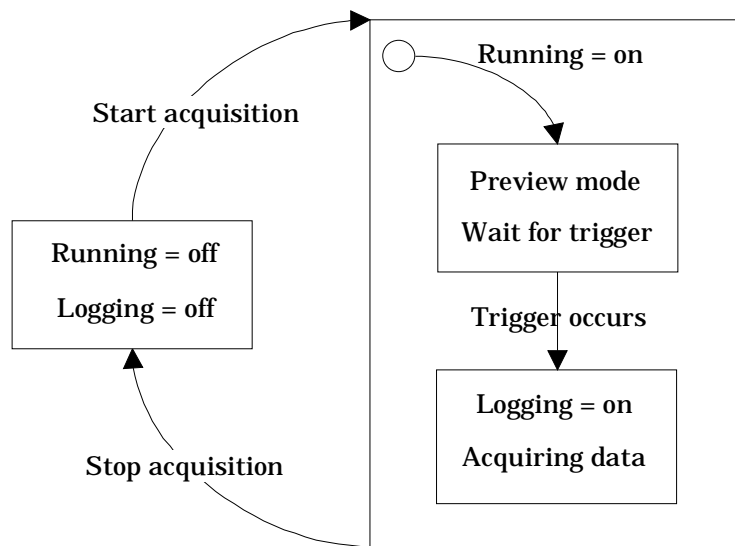 Running = on
Start acquisition
Preview mode
Wait for trigger
Running = off
Logging = off
Trigger occurs
Logging = on
Acquiring data
Stop acquisition